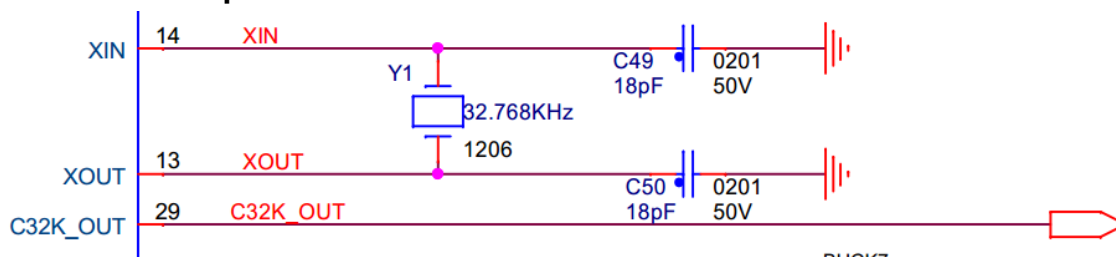 XIN 14 XIN
C49 0201
18pF 50V
Y1
32.768KHz
1206
XOUT 13 XOUT
C50 0201
18pF 50V
C32K_OUT 29 C32K_OUT